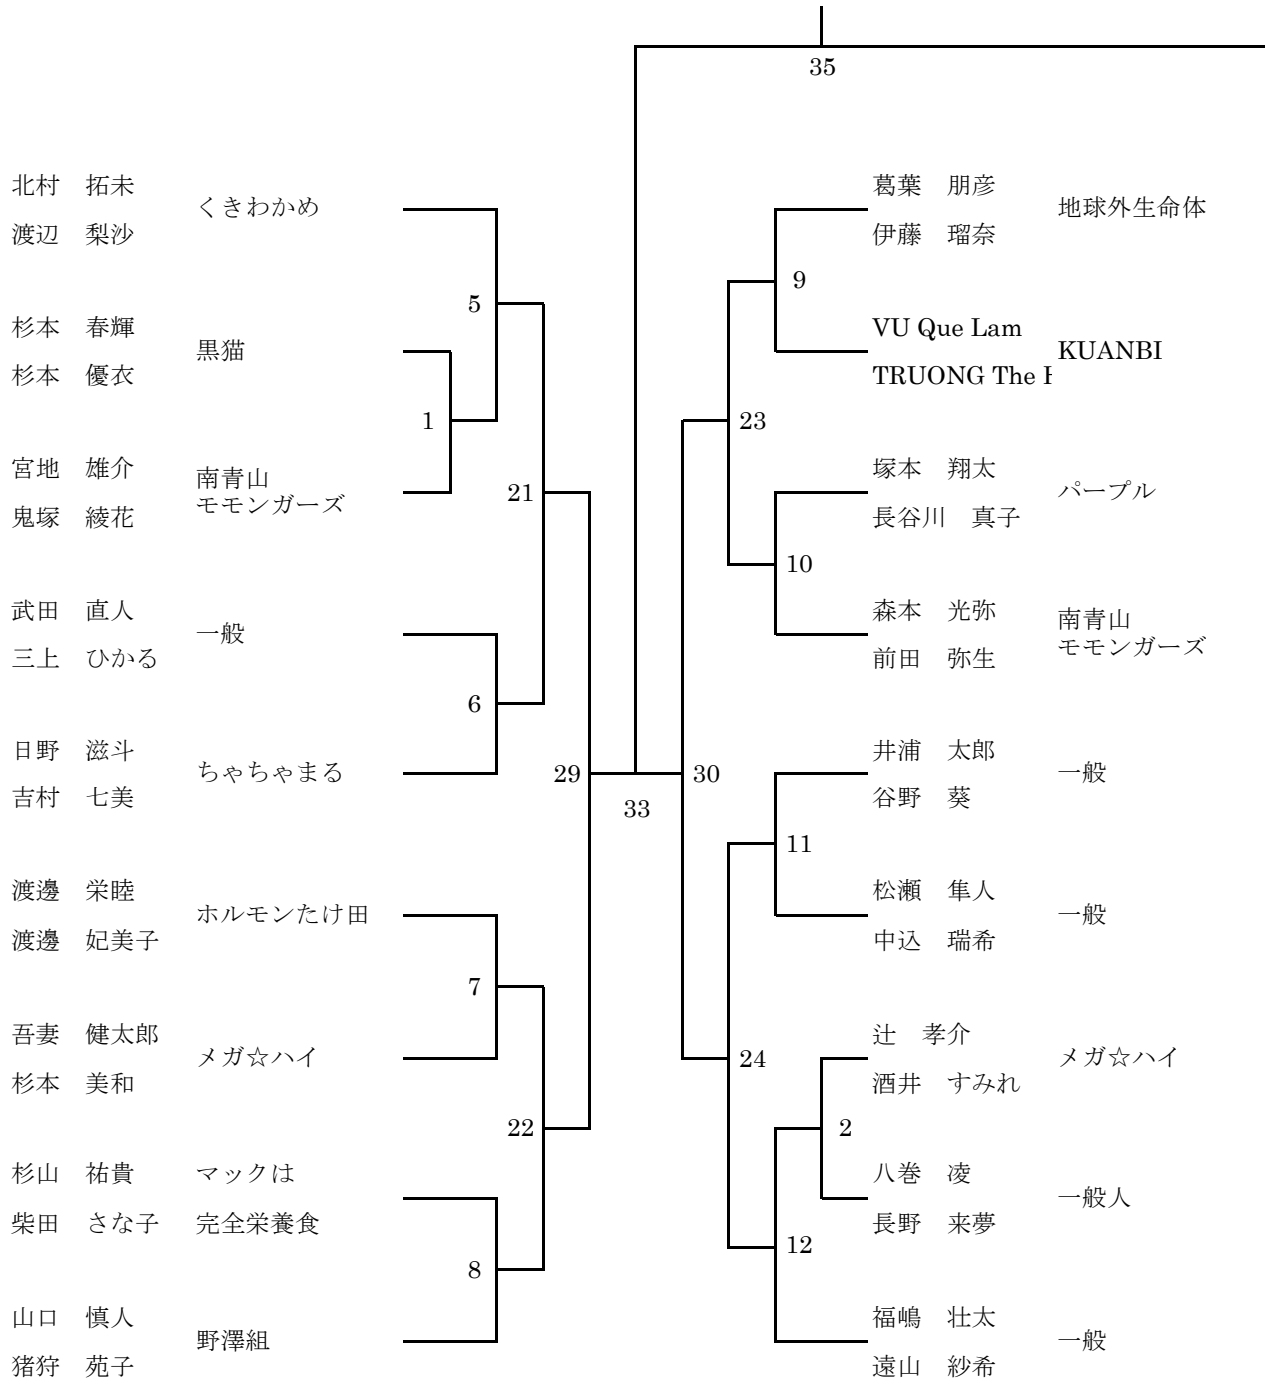 35
北村　拓未
渡辺　梨沙
くきわかめ
杉本　春輝
杉本　優衣
黒猫
宮地　雄介
鬼塚　綾花
南青山
モモンガーズ
武田　直人
三上　ひかる
一般
日野　滋斗
吉村　七美
ちゃちゃまる
渡邊　栄睦
渡邊　妃美子
ホルモンたけ田
吾妻　健太郎
杉本　美和
メガ☆ハイ
杉山　祐貴
柴田　さな子
マックは
完全栄養食
山口　慎人
猪狩　苑子
野澤組
5
1
21
6
29
7
22
8
33
30
23
9
10
11
24
2
12
葛葉　朋彦
伊藤　瑠奈
地球外生命体
VU Que Lam
TRUONG The
KUANBI
塚本　翔太
長谷川　真子
パープル
森本　光弥
前田　弥生
南青山
モモンガーズ
井浦　太郎
谷野　葵
一般
松瀬　隼人
中込　瑞希
一般
辻　孝介
酒井　すみれ
メガ☆ハイ
八巻　凌
長野　来夢
一般人
福嶋　壮太
遠山　紗希
一般